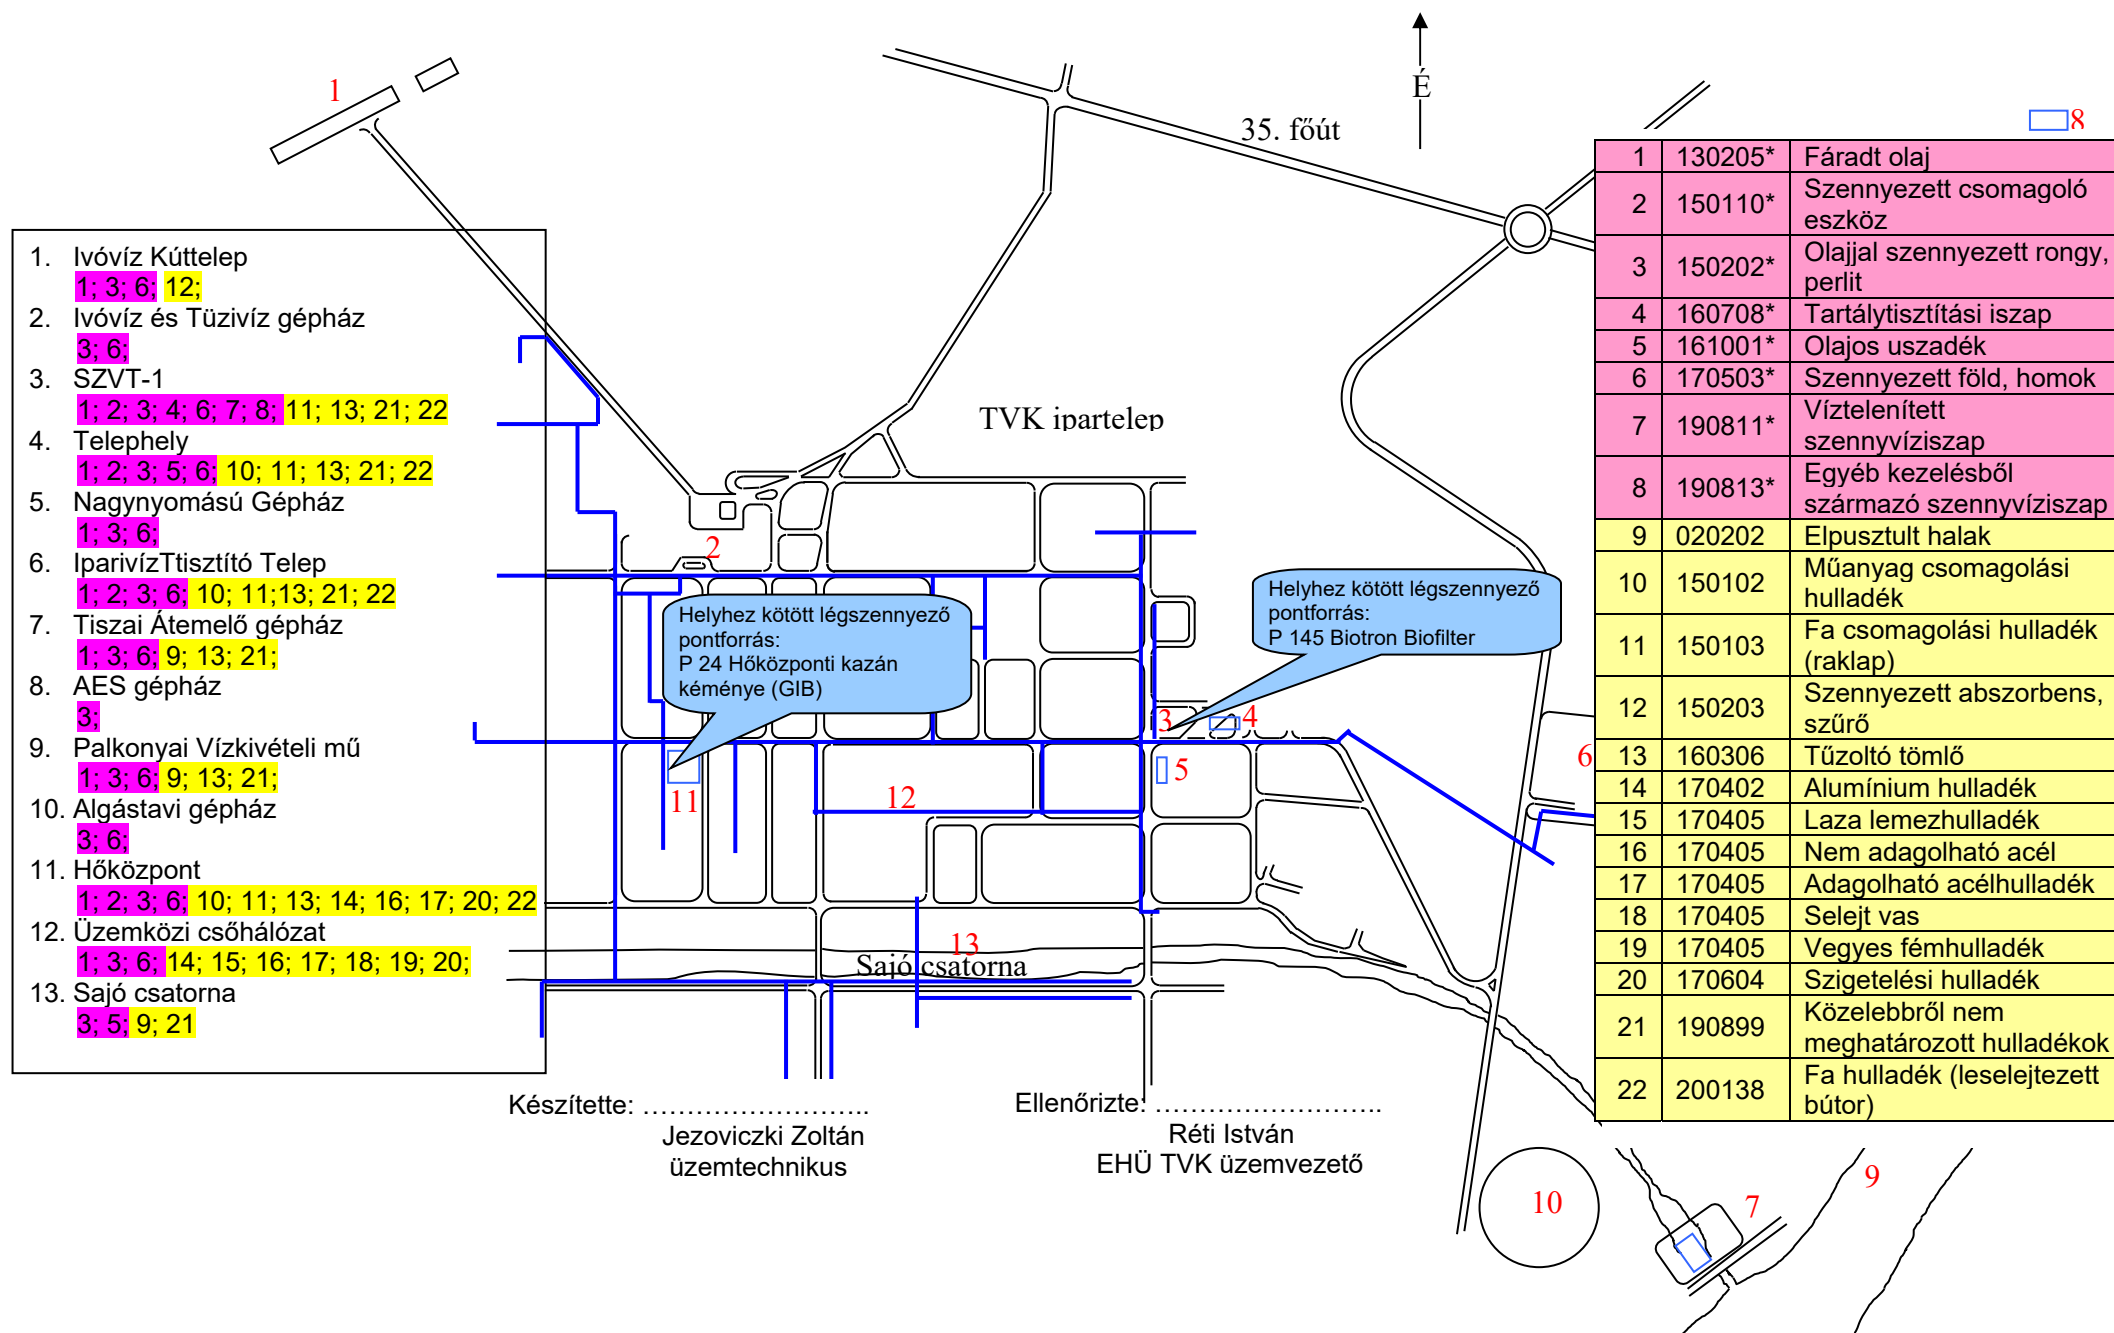 1
É
35. főút
8
1. Ivóvíz Kúttelep
1; 3; 6; 12;
2. Ivóvíz és Tüzivíz gépház
3; 6;
3. SZVT-1
1; 2; 3; 4; 6; 7; 8; 11; 13; 21; 22
4. Telephely
1; 2; 3; 5; 6; 10; 11; 13; 21; 22
5. Nagynyomású Gépház
1; 3; 6;
6. IparivízTtisztító Telep
1; 2; 3; 6; 10; 11;13; 21; 22
7. Tiszai Átemelő gépház
1; 3; 6; 9; 13; 21;
8. AES gépház
3;
9. Palkonyai Vízkivételi mű
1; 3; 6; 9; 13; 21;
10. Algástavi gépház
3; 6;
11. Hőközpont
1; 2; 3; 6; 10; 11; 13; 14; 16; 17; 20; 22
12. Üzemközi csőhálózat
1; 3; 6; 14; 15; 16; 17; 18; 19; 20;
13. Sajó csatorna
3; 5; 9; 21
TVK ipartelep
2
Helyhez kötött légszennyező
pontforrás:
P 24 Hőközponti kazán
kéménye (GIB)
Helyhez kötött légszennyező
pontforrás:
P 145 Biotron Biofilter
3
4
5
6
11
12
13
Sajó csatorna
1 130205* Fáradt olaj
2 150110* Szennyezett csomagoló
eszköz
3 150202* Olajjal szennyezett rongy,
perlit
4 160708* Tartálytisztítási iszap
5 161001* Olajos uszadék
6 170503* Szennyezett föld, homok
7 190811* Víztelenített
szennyvíziszap
8 190813* Egyéb kezelésből
származó szennyvíziszap
9 020202 Elpusztult halak
10 150102 Műanyag csomagolási
hulladék
11 150103 Fa csomagolási hulladék
(raklap)
12 150203 Szennyezett abszorbens,
szűrő
13 160306 Tűzoltó tömlő
14 170402 Alumínium hulladék
15 170405 Laza lemezhulladék
16 170405 Nem adagolható acél
17 170405 Adagolható acélhulladék
18 170405 Selejt vas
19 170405 Vegyes fémhulladék
20 170604 Szigetelési hulladék
21 190899 Közelebbről nem
meghatározott hulladékok
22 200138 Fa hulladék (leselejtezett
bútor)
Készítette: ……………………..
Jezoviczki Zoltán
üzemtechnikus
Ellenőrizte: ……………………..
Réti István
EHÜ TVK üzemvezető
10
7
9